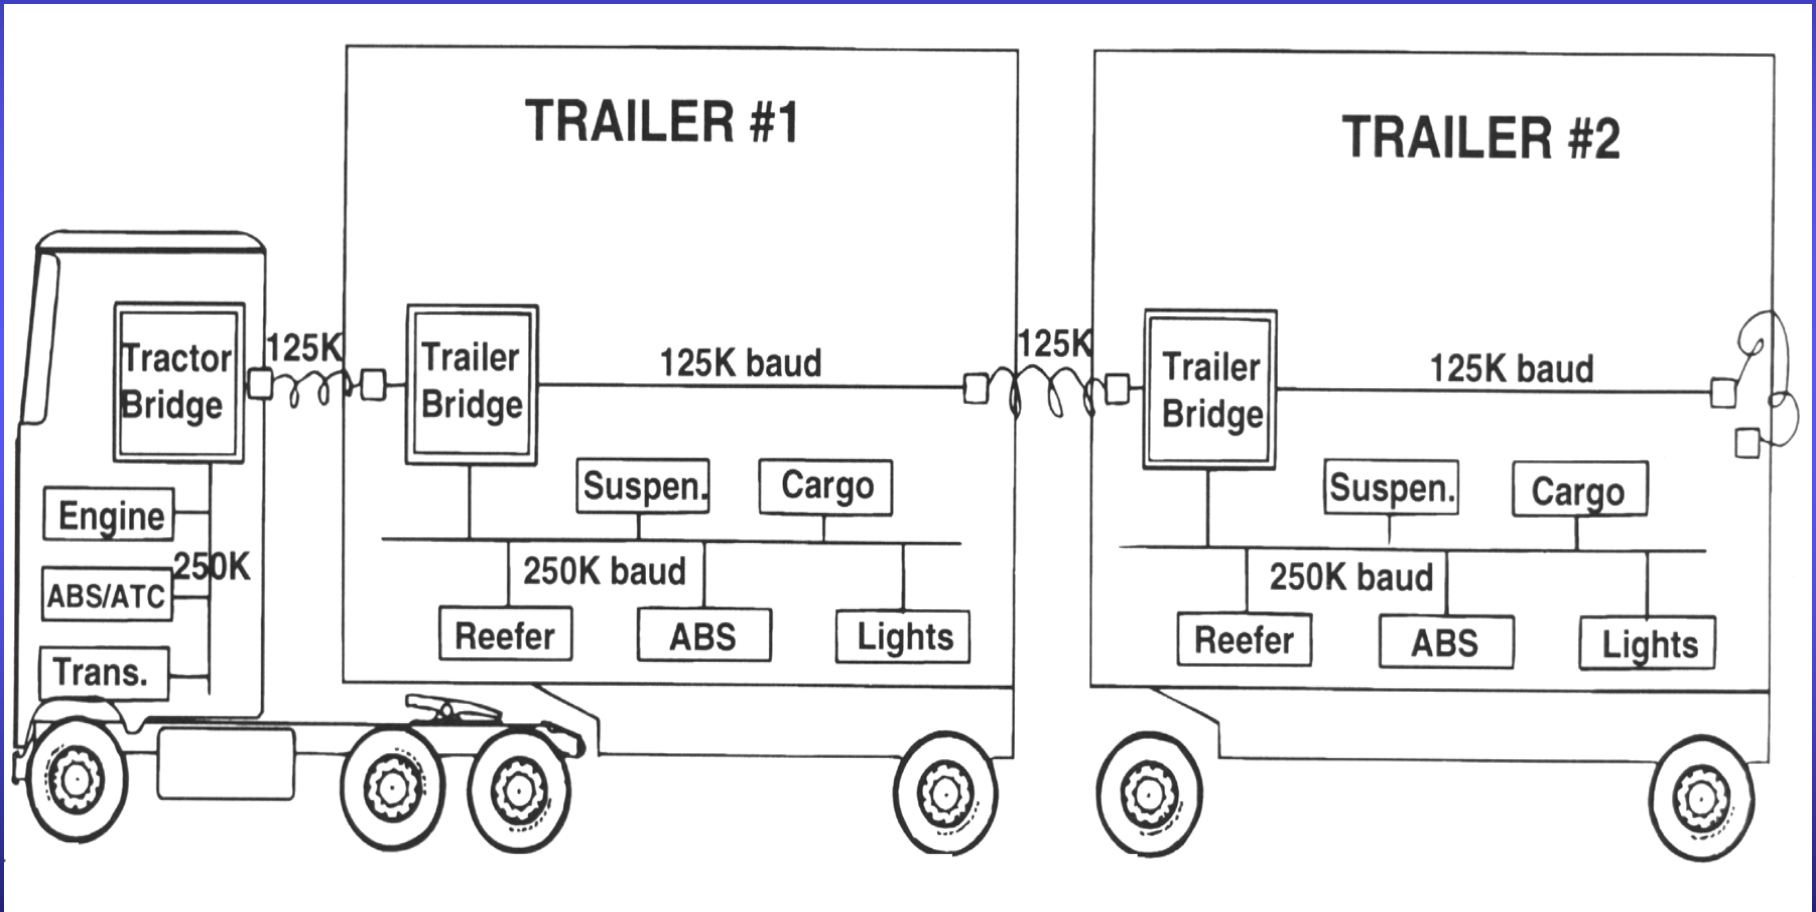 TRAILER #1
TRAILER #2
Tractor
Bridge
125K
Trailer
Bridge
125K baud
125K
Trailer
Bridge
125K baud
Engine
250K
ABS/ATC
Trans.
Suspen.
Cargo
250K baud
Reefer
ABS
Lights
Suspen.
Cargo
250K baud
Reefer
ABS
Lights